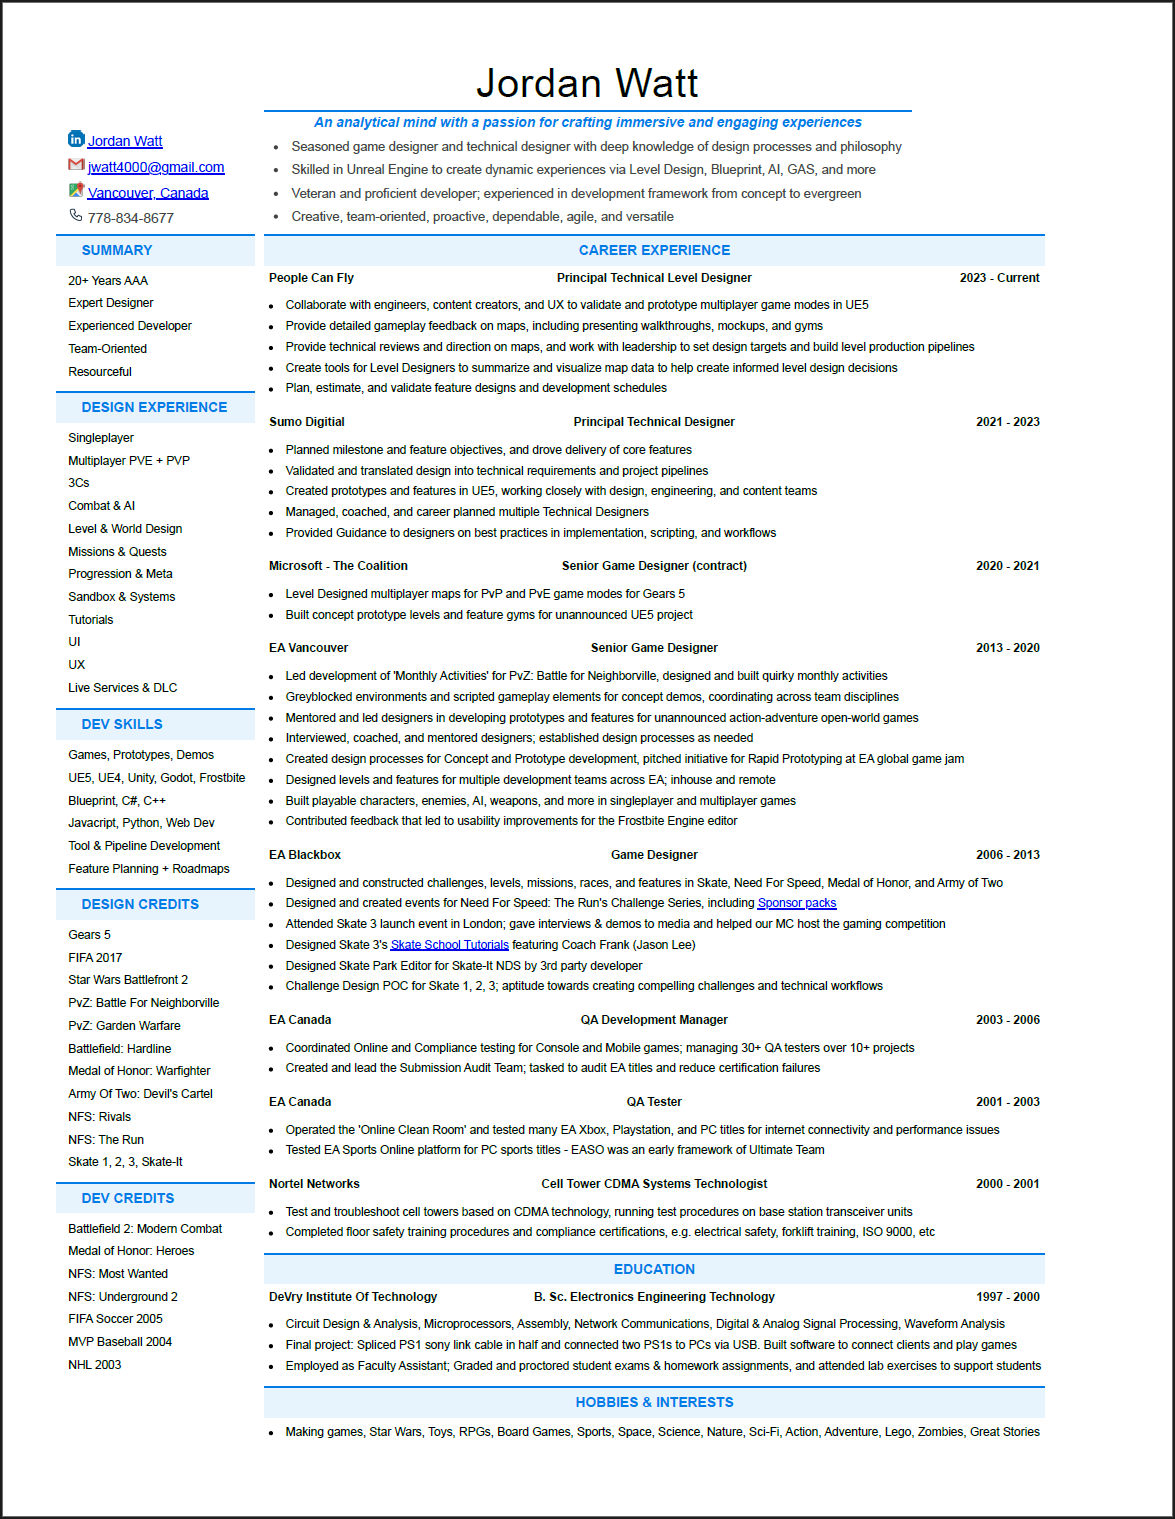 Jordan Watt
An analytical mind with a passion for crafting immersive and engaging experiences
Jordan Watt
jwatt4000@gmail.com
Vancouver, Canada
778-834-8677
• Seasoned game designer and technical designer with deep knowledge of design processes and philosophy
• Skilled in Unreal Engine to create dynamic experiences via Level Design, Blueprint, AI, GAS, and more
• Veteran and proficient developer; experienced in development framework from concept to evergreen
• Creative, team-oriented, proactive, dependable, agile, and versatile
SUMMARY
20+ Years AAA
Expert Designer
Experienced Developer
Team-Oriented
Resourceful
DESIGN EXPERIENCE
Singleplayer
Multiplayer PVE + PVP
3Cs
Combat & AI
Level & World Design
Missions & Quests
Progression & Meta
Sandbox & Systems
Tutorials
UI
UX
Live Services & DLC
DEV SKILLS
Games, Prototypes, Demos
UE5, UE4, Unity, Godot, Frostbite
Blueprint, C#, C++
Javacript, Python, Web Dev
Tool & Pipeline Development
Feature Planning + Roadmaps
DESIGN CREDITS
Gears 5
FIFA 2017
Star Wars Battlefront 2
PvZ: Battle For Neighborville
PvZ: Garden Warfare
Battlefield: Hardline
Medal of Honor: Warfighter
Army Of Two: Devil's Cartel
NFS: Rivals
NFS: The Run
Skate 1, 2, 3, Skate-It
DEV CREDITS
Battlefield 2: Modern Combat
Medal of Honor: Heroes
NFS: Most Wanted
NFS: Underground 2
FIFA Soccer 2005
MVP Baseball 2004
NHL 2003
CAREER EXPERIENCE
People Can Fly Principal Technical Level Designer 2023 - Current
• Collaborate with engineers, content creators, and UX to validate and prototype multiplayer game modes in UE5
• Provide detailed gameplay feedback on maps, including presenting walkthroughs, mockups, and gyms
• Provide technical reviews and direction on maps, and work with leadership to set design targets and build level production pipelines
• Create tools for Level Designers to summarize and visualize map data to help create informed level design decisions
• Plan, estimate, and validate feature designs and development schedules
Sumo Digitial Principal Technical Designer 2021 - 2023
• Planned milestone and feature objectives, and drove delivery of core features
• Validated and translated design into technical requirements and project pipelines
• Created prototypes and features in UE5, working closely with design, engineering, and content teams
• Managed, coached, and career planned multiple Technical Designers
• Provided Guidance to designers on best practices in implementation, scripting, and workflows
Microsoft - The Coalition Senior Game Designer (contract) 2020 - 2021
• Level Designed multiplayer maps for PvP and PvE game modes for Gears 5
• Built concept prototype levels and feature gyms for unannounced UE5 project
EA Vancouver Senior Game Designer 2013 - 2020
• Led development of 'Monthly Activities' for PvZ: Battle for Neighborville, designed and built quirky monthly activities
• Greyblocked environments and scripted gameplay elements for concept demos, coordinating across team disciplines
• Mentored and led designers in developing prototypes and features for unannounced action-adventure open-world games
• Interviewed, coached, and mentored designers; established design processes as needed
• Created design processes for Concept and Prototype development, pitched initiative for Rapid Prototyping at EA global game jam
• Designed levels and features for multiple development teams across EA; inhouse and remote
• Built playable characters, enemies, AI, weapons, and more in singleplayer and multiplayer games
• Contributed feedback that led to usability improvements for the Frostbite Engine editor
EA Blackbox Game Designer 2006 - 2013
• Designed and constructed challenges, levels, missions, races, and features in Skate, Need For Speed, Medal of Honor, and Army of Two
• Designed and created events for Need For Speed: The Run's Challenge Series, including Sponsor packs
• Attended Skate 3 launch event in London; gave interviews & demos to media and helped our MC host the gaming competition
• Designed Skate 3's Skate School Tutorials featuring Coach Frank (Jason Lee)
• Designed Skate Park Editor for Skate-It NDS by 3rd party developer
• Challenge Design POC for Skate 1, 2, 3; aptitude towards creating compelling challenges and technical workflows
EA Canada QA Development Manager 2003 - 2006
• Coordinated Online and Compliance testing for Console and Mobile games; managing 30+ QA testers over 10+ projects
• Created and lead the Submission Audit Team; tasked to audit EA titles and reduce certification failures
EA Canada QA Tester 2001 - 2003
• Operated the 'Online Clean Room' and tested many EA Xbox, Playstation, and PC titles for internet connectivity and performance issues
• Tested EA Sports Online platform for PC sports titles - EASO was an early framework of Ultimate Team
Nortel Networks Cell Tower CDMA Systems Technologist 2000 - 2001
• Test and troubleshoot cell towers based on CDMA technology, running test procedures on base station transceiver units
• Completed floor safety training procedures and compliance certifications, e.g. electrical safety, forklift training, ISO 9000, etc
EDUCATION
DeVry Institute Of Technology B. Sc. Electronics Engineering Technology 1997 - 2000
• Circuit Design & Analysis, Microprocessors, Assembly, Network Communications, Digital & Analog Signal Processing, Waveform Analysis
• Final project: Spliced PS1 sony link cable in half and connected two PS1s to PCs via USB. Built software to connect clients and play games
• Employed as Faculty Assistant; Graded and proctored student exams & homework assignments, and attended lab exercises to support students
HOBBIES & INTERESTS
• Making games, Star Wars, Toys, RPGs, Board Games, Sports, Space, Science, Nature, Sci-Fi, Action, Adventure, Lego, Zombies, Great Stories